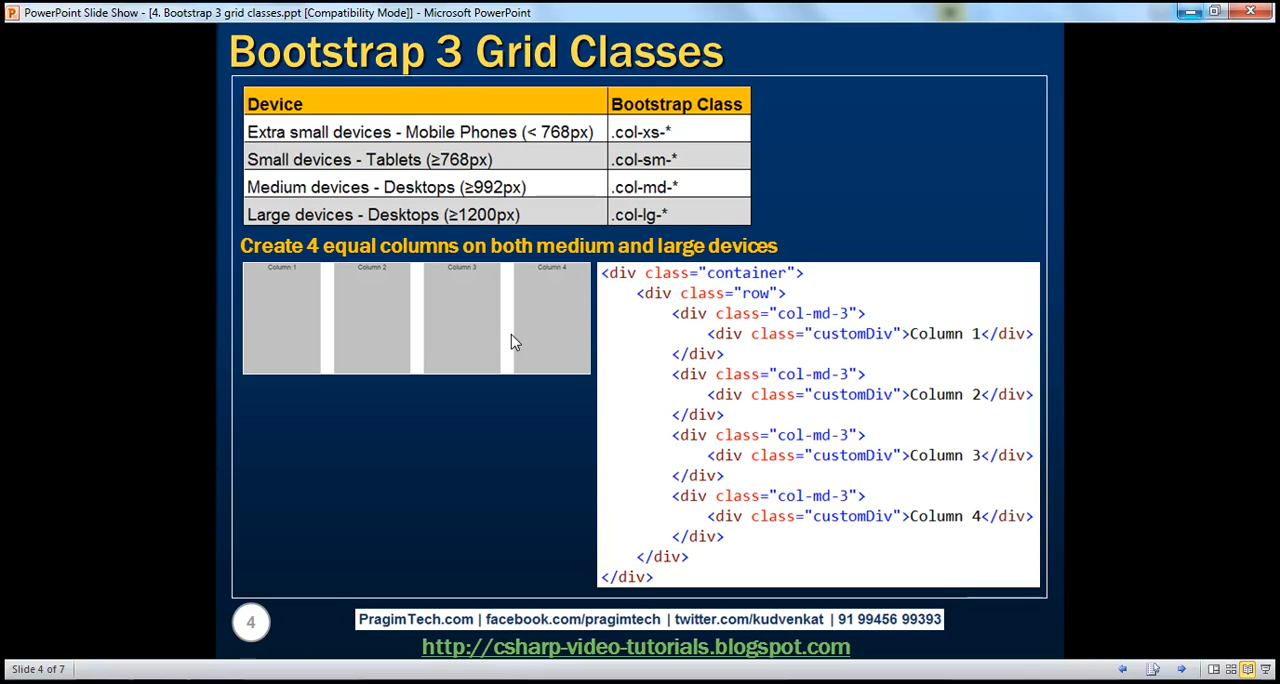 PowerPoint Slide Show - [4. Bootstrap 3 grid classes.ppt [Compatibility Mode]] - Microsoft PowerPoint
Bootstrap 3 Grid Classes
Device Bootstrap Class
Extra small devices - Mobile Phones (< 768px) .col-xs-*
Small devices - Tablets (≥768px) .col-sm-*
Medium devices - Desktops (≥992px) .col-md-*
Large devices - Desktops (≥1200px) .col-lg-*
Create 4 equal columns on both medium and large devices
Column 1 Column 2 Column 3 Column 4
<div class="container">
<div class="row">
<div class="col-md-3">
<div class="customDiv">Column 1</div>
</div>
<div class="col-md-3">
<div class="customDiv">Column 2</div>
</div>
<div class="col-md-3">
<div class="customDiv">Column 3</div>
</div>
<div class="col-md-3">
<div class="customDiv">Column 4</div>
</div>
</div>
</div>
4
PragimTech.com | facebook.com/pragimtech | twitter.com/kudvenkat | 91 99456 99393
http://csharp-video-tutorials.blogspot.com
Slide 4 of 7